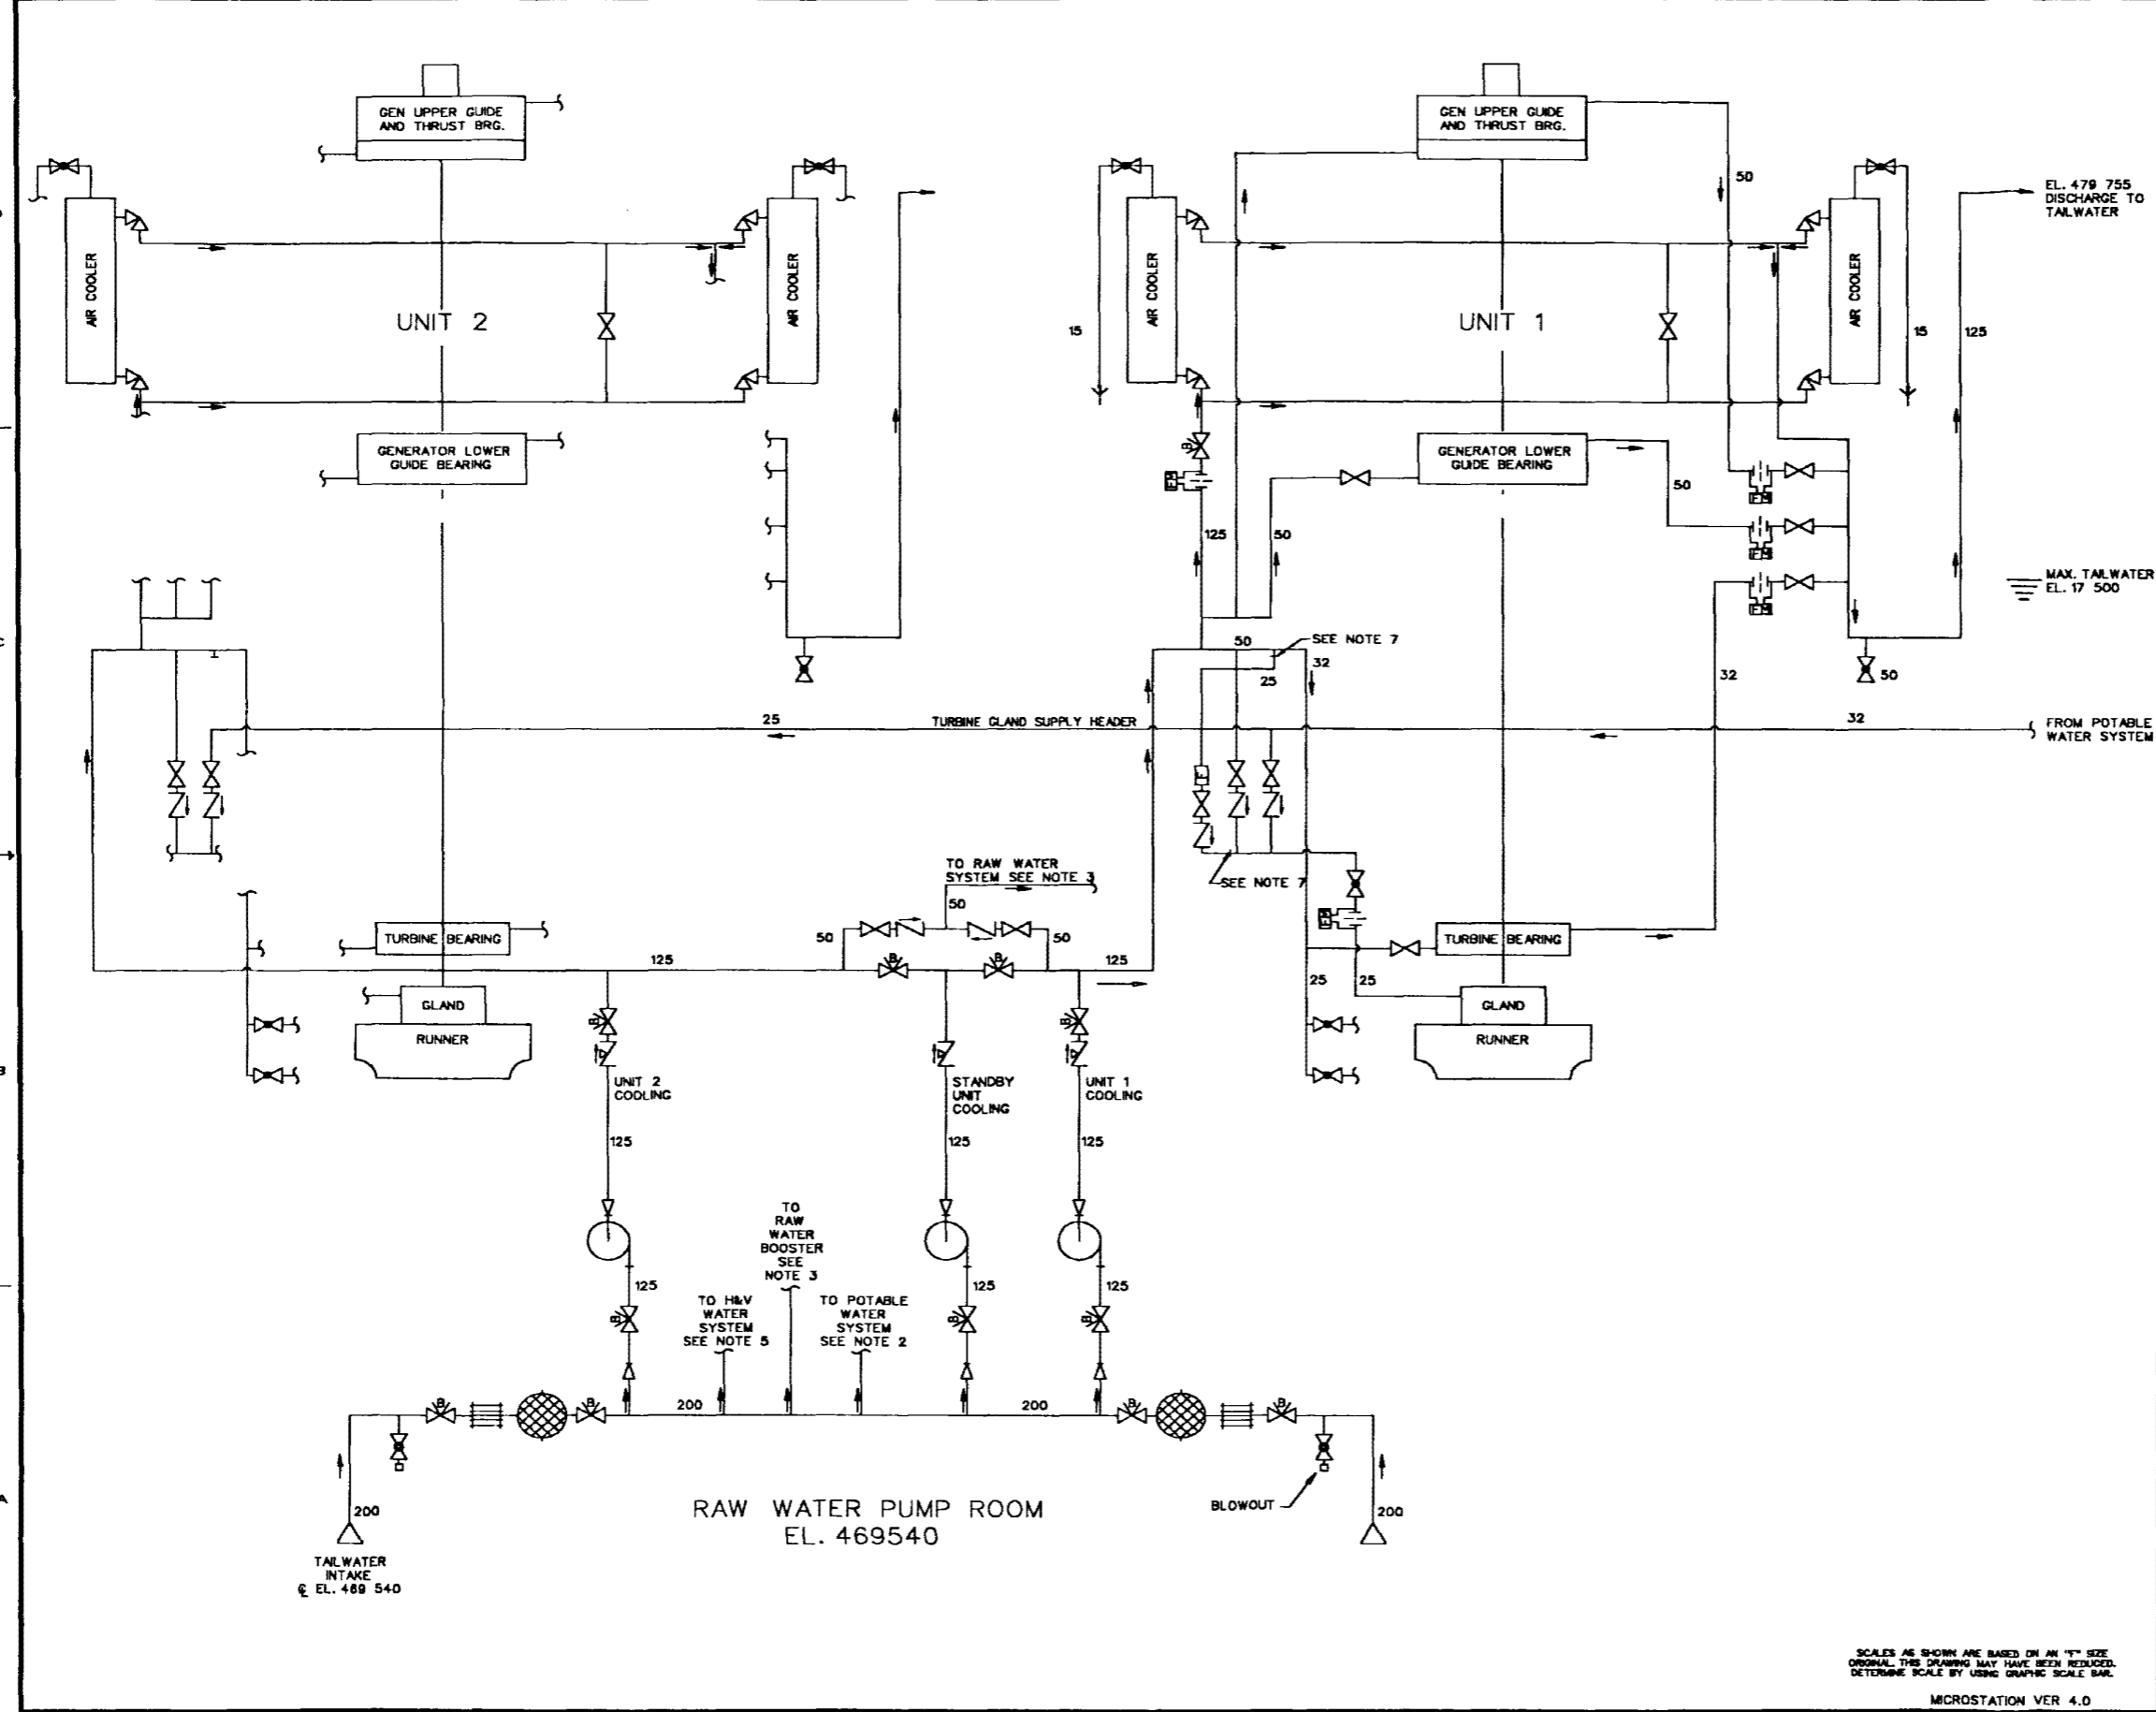 GEN UPPER GUIDE
AND THRUST BRG.
GEN UPPER GUIDE
AND THRUST BRG.
50
EL. 479 755
DISCHARGE TO
TAILWATER
AIR COOLER
AIR COOLER
AIR COOLER
AIR COOLER
UNIT 2
UNIT 1
15
15
125
GENERATOR LOWER
GUIDE BEARING
GENERATOR LOWER
GUIDE BEARING
B
FM
50
FM
125
50
FM
MAX. TAILWATER
EL. 17 500
FM
50
SEE NOTE 7
32
25
32
50
25
TURBINE GLAND SUPPLY HEADER
32
FROM POTABLE
WATER SYSTEM
F
TO RAW WATER
SYSTEM SEE NOTE 3
SEE NOTE 7
50
50
50
FM
TURBINE BEARING
TURBINE BEARING
125
B
B
125
25
25
GLAND
GLAND
RUNNER
RUNNER
B
B
UNIT 2
COOLING
STANDBY
UNIT
COOLING
UNIT 1
COOLING
125
125
125
TO
RAW
WATER
BOOSTER
SEE
NOTE 3
125
125
125
TO H&V
WATER
SYSTEM
SEE NOTE 5
TO POTABLE
WATER
SYSTEM
SEE NOTE 2
B
B
B
B
B
200
200
B
B
200
RAW WATER PUMP ROOM
EL. 469540
BLOWOUT
200
TAILWATER
INTAKE
℄ EL. 469 540
SCALES AS SHOWN ARE BASED ON AN "F" SIZE
ORIGINAL. THIS DRAWING MAY HAVE BEEN REDUCED.
DETERMINE SCALE BY USING GRAPHIC SCALE BAR.
MICROSTATION VER 4.0
C
B
A